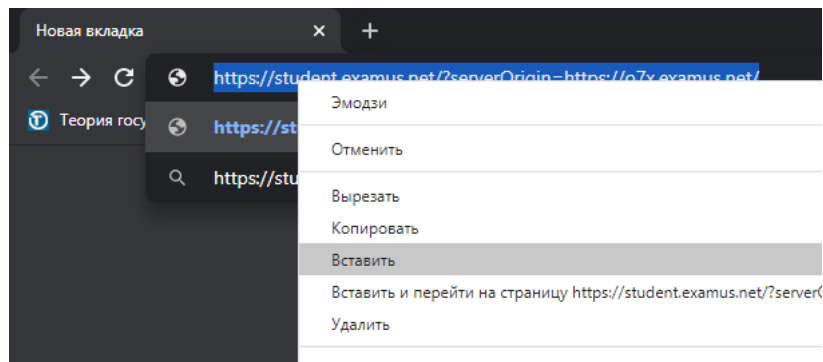 Новая вкладка
https://student.examus.net/?serverOrigin=https://o7x.examus.net/
Теория госу
https://st
https://stu
Эмодзи
Отменить
Вырезать
Копировать
Вставить
Вставить и перейти на страницу https://student.examus.net/?server
Удалить